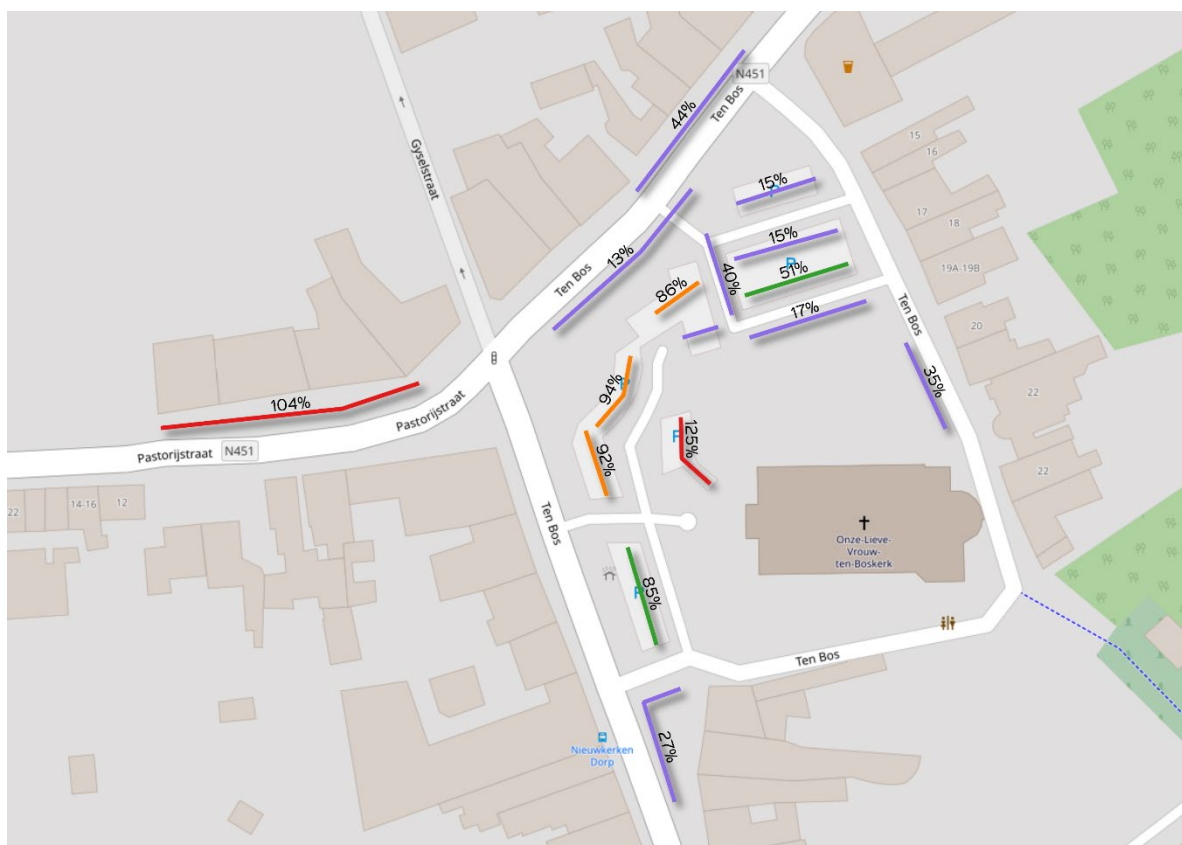 N451
Ten Bos
44%
15
16
Gyselstraat
15%
P
17
18
13%
Ten Bos
15%
P
51%
40%
19A-19B
86%
17%
Ten Bos
20
35%
94%
P
22
104%
Pastorijstraat
125%
P
Pastorijstraat
N451
92%
22
22
14-16
12
Ten Bos
Onze-Lieve-
Vrouw-
ten-Boskerk
85%
P
Ten Bos
27%
Nieuwkerken
Dorp